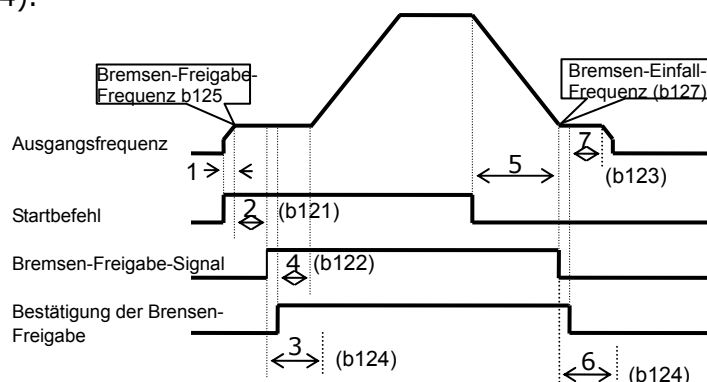 4).
Bremsen-Freigabe-
Frequenz b125
Bremsen-Einfall-
Frequenz (b127)
Ausgangsfrequenz
1
5
7
(b123)
Startbefehl
2
(b121)
Bremsen-Freigabe-Signal
4
(b122)
Bestätigung der Brensen-
Freigabe
3
(b124)
6
(b124)